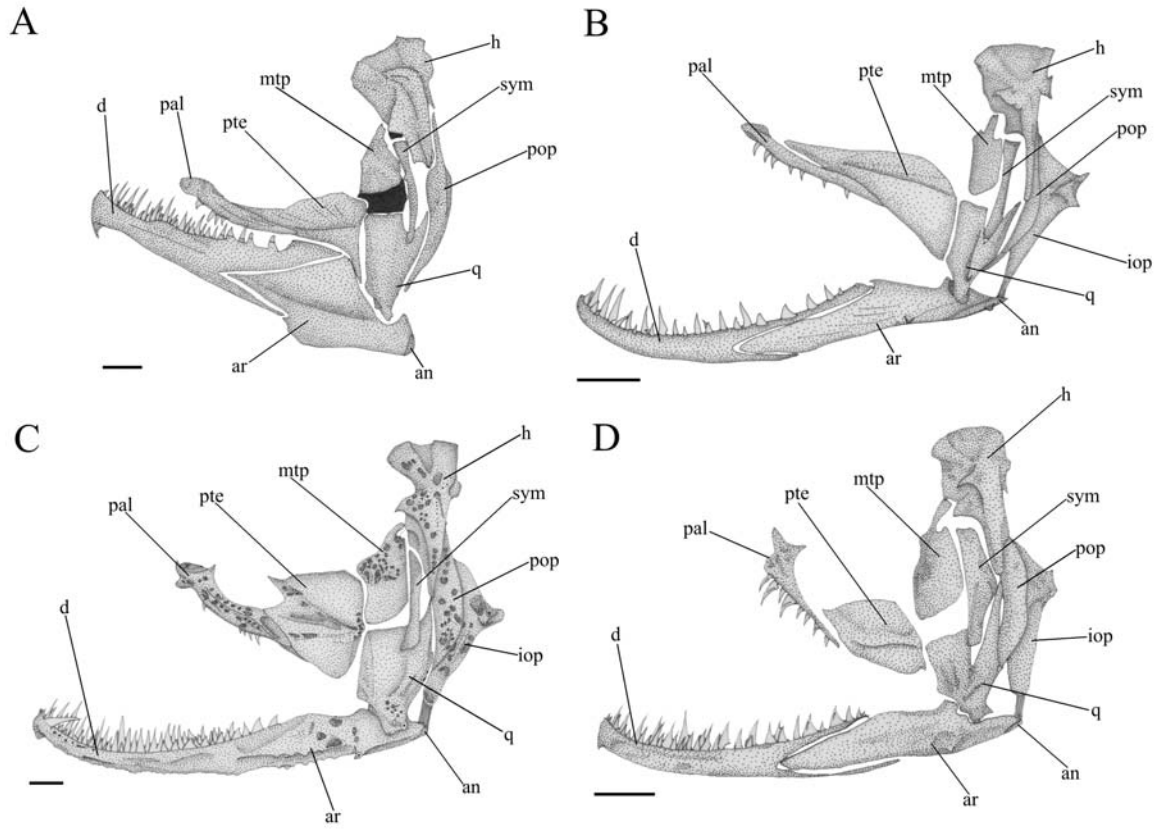 A
h
mtp
sym
pal
d
pte
pop
q
ar
an
B
h
pal
pte
mtp
sym
pop
d
iop
q
an
ar
C
h
mtp
sym
pte
pal
pop
d
iop
q
an
ar
D
h
mtp
sym
pte
pal
pop
d
iop
q
an
ar